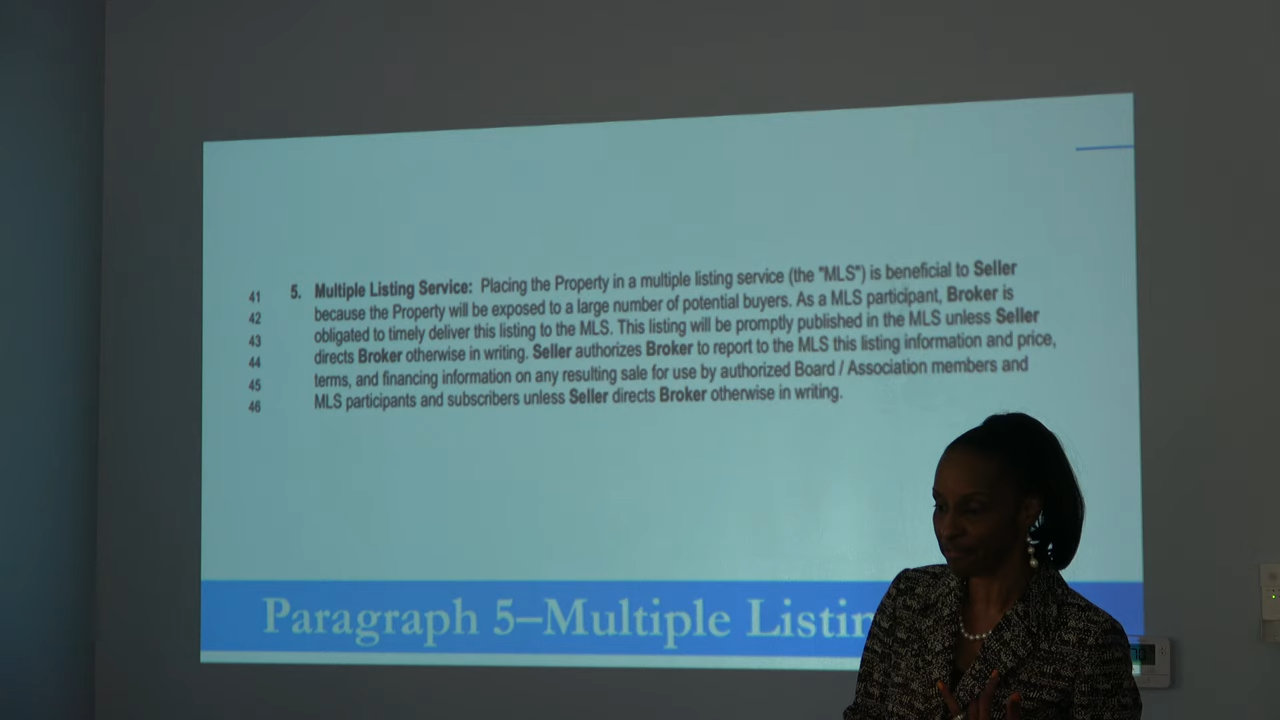 41 5. Multiple Listing Service: Placing the Property in a multiple listing service (the "MLS") is beneficial to Seller
42 because the Property will be exposed to a large number of potential buyers. As a MLS participant, Broker is
43 obligated to timely deliver this listing to the MLS. This listing will be promptly published in the MLS unless Seller
44 directs Broker otherwise in writing. Seller authorizes Broker to report to the MLS this listing information and price,
45 terms, and financing information on any resulting sale for use by authorized Board / Association members and
46 MLS participants and subscribers unless Seller directs Broker otherwise in writing.
Paragraph 5–Multiple Listin